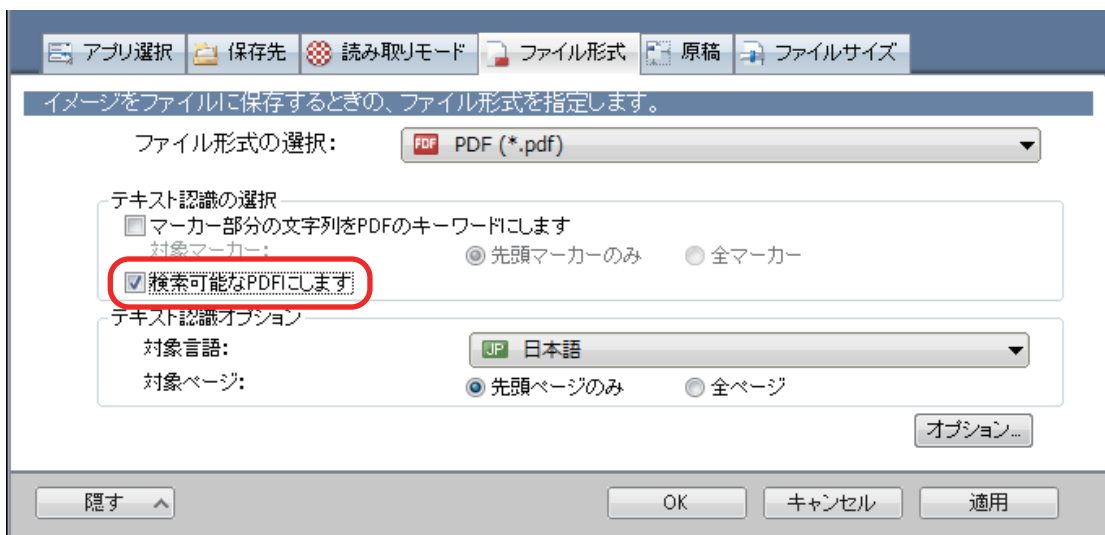 アプリ選択 保存先 読み取りモード ファイル形式 原稿 ファイルサイズ
イメージをファイルに保存するときの、ファイル形式を指定します。
ファイル形式の選択: PDF PDF (*.pdf)
テキスト認識の選択
マーカー部分の文字列をPDFのキーワードにします
対象マーカー: 先頭マーカーのみ 全マーカー
検索可能なPDFにします
テキスト認識オプション
対象言語: JP 日本語
対象ページ: 先頭ページのみ 全ページ
オプション...
隠す OK キャンセル 適用